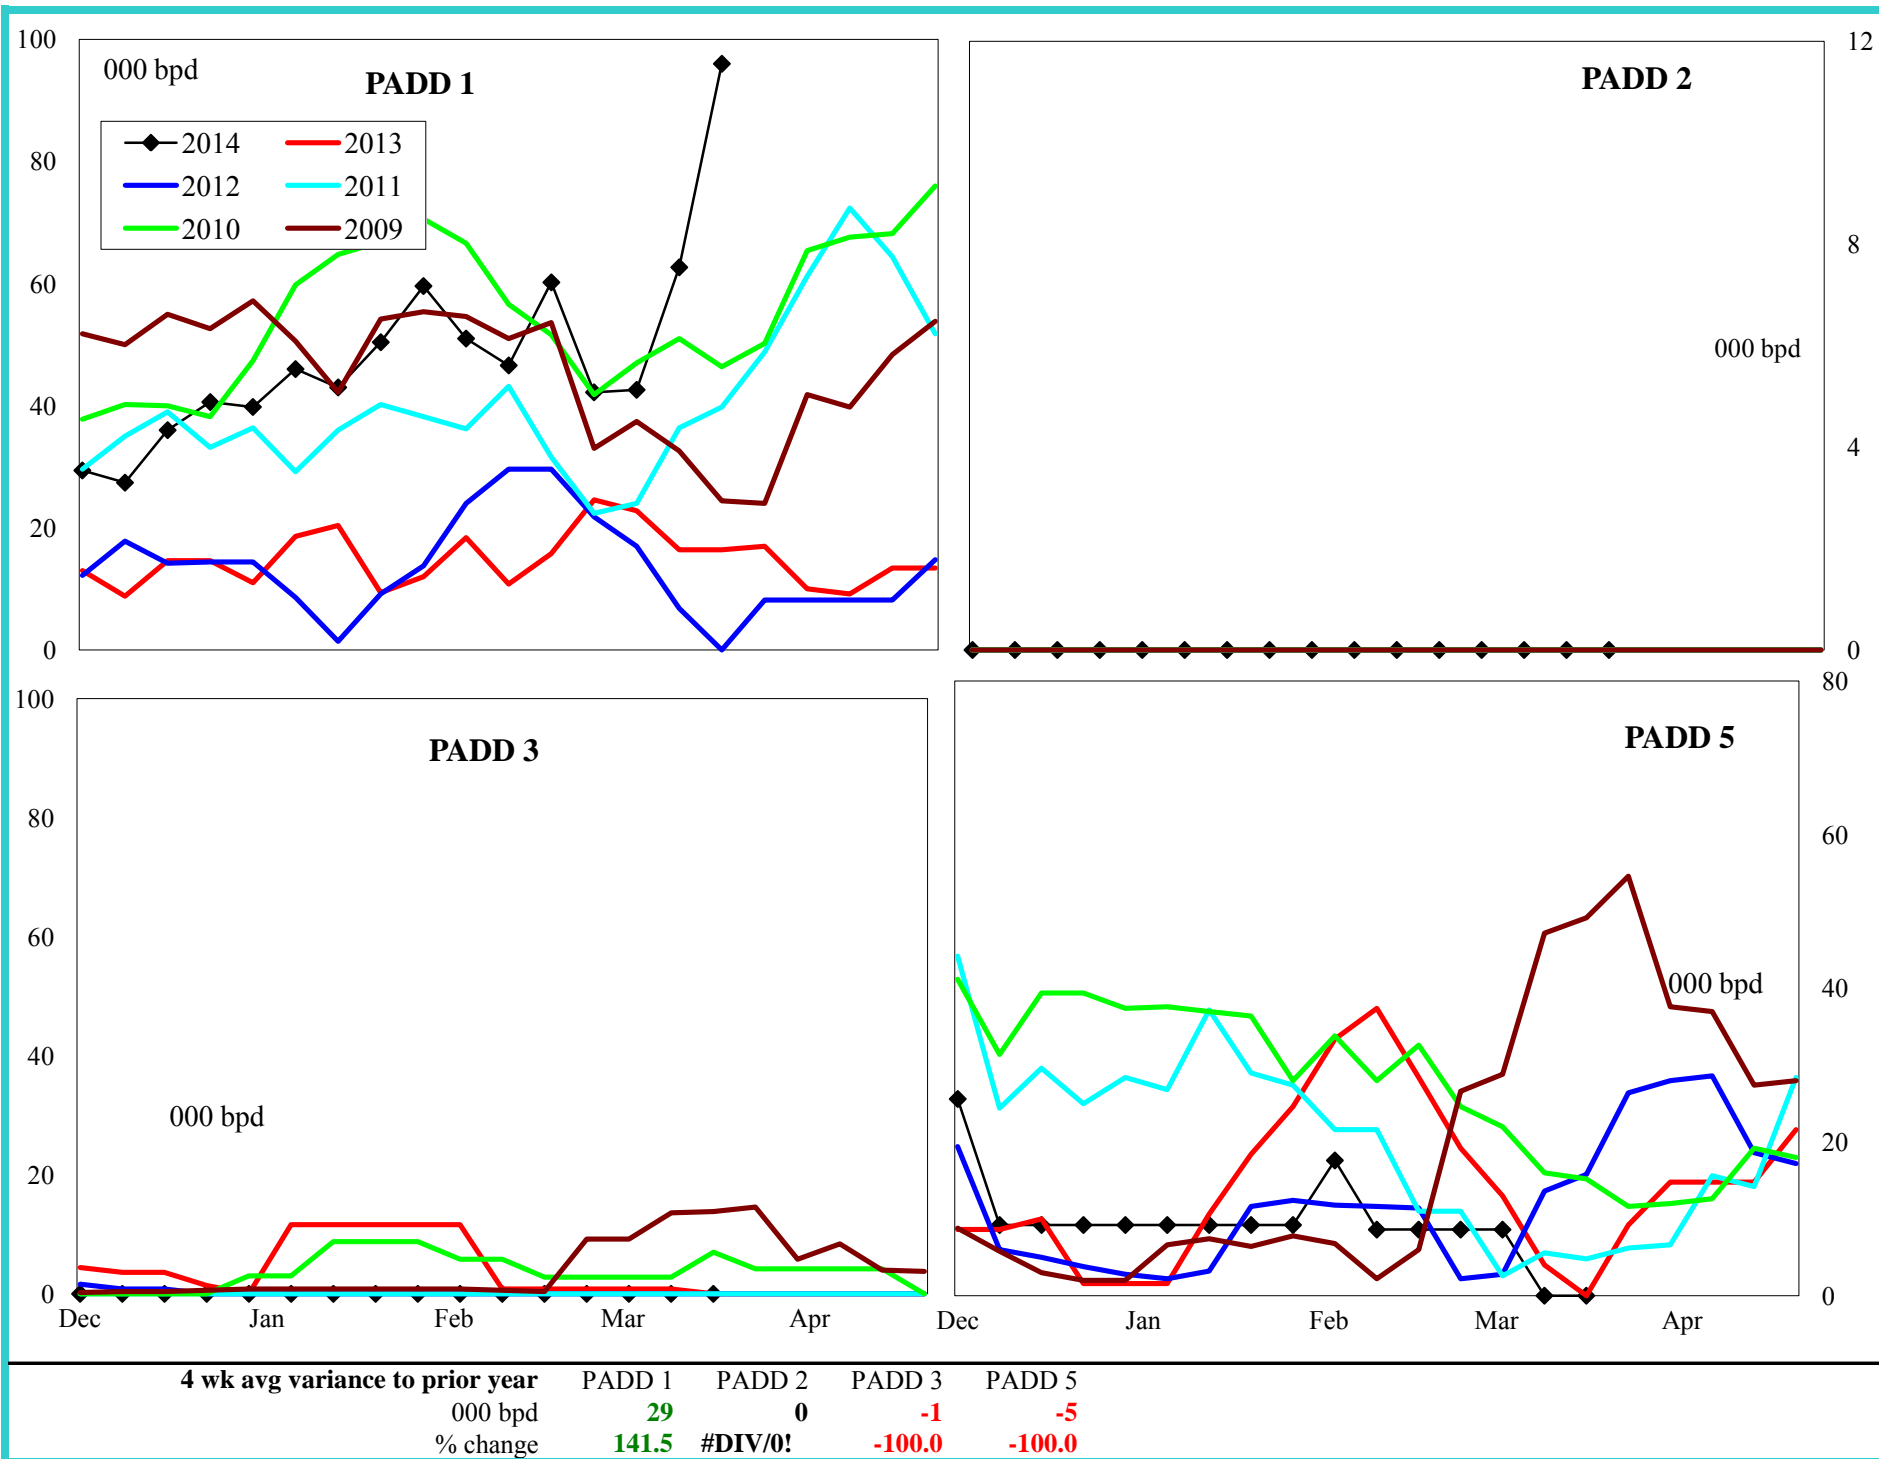 100
000 bpd
PADD 1
2014 2013
2012 2011
2010 2009
80
60
40
20
0
PADD 2
12
8
000 bpd
4
0
100
PADD 3
80
60
40
000 bpd
20
0
Dec Jan Feb Mar Apr
80
PADD 5
60
000 bpd
40
20
0
Dec Jan Feb Mar Apr
4 wk avg variance to prior year PADD 1 PADD 2 PADD 3 PADD 5
000 bpd 29 0 -1 -5
% change 141.5 #DIV/0! -100.0 -100.0